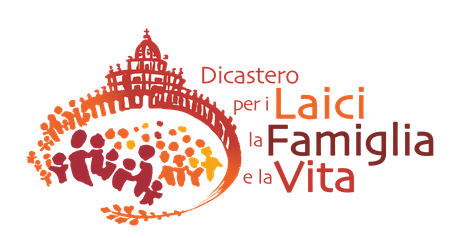 Dicastero
per i Laici
la Famiglia
e la Vita